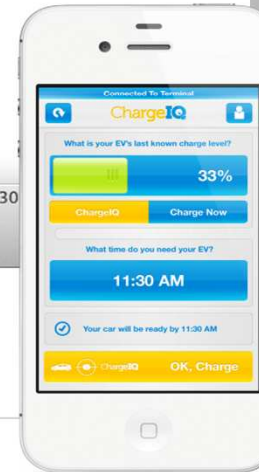 Connected To Terminal
ChargeIQ
What is your EV's last known charge level?
33%
ChargeIQ Charge Now
30
What time do you need your EV?
11:30 AM
Your car will be ready by 11:30 AM
ChargeIQ OK, Charge